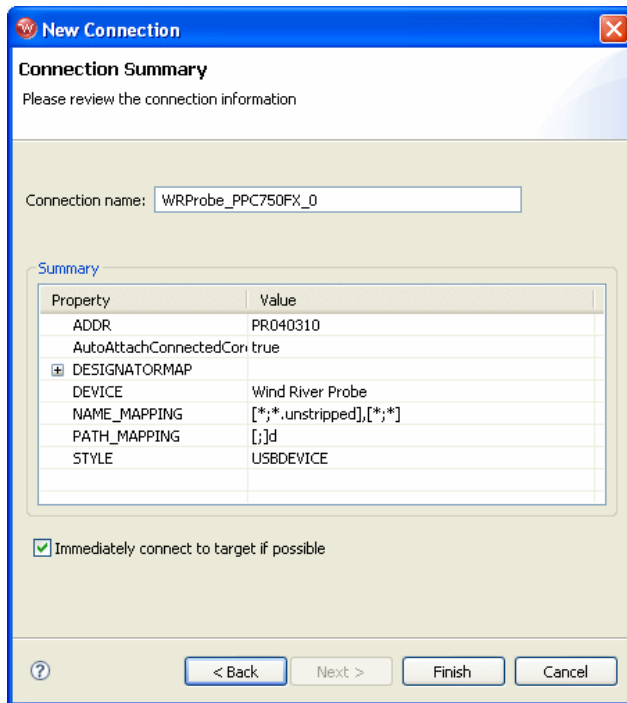 New Connection
Connection Summary
Please review the connection information
Connection name: WRProbe_PPC750FX_0
Summary
Property Value
ADDR PR040310
AutoAttachConnectedCor true
DESIGNATORMAP
DEVICE Wind River Probe
NAME_MAPPING [*;*.unstripped],[*;*]
PATH_MAPPING [;]d
STYLE USBDEVICE
Immediately connect to target if possible
< Back Next > Finish Cancel